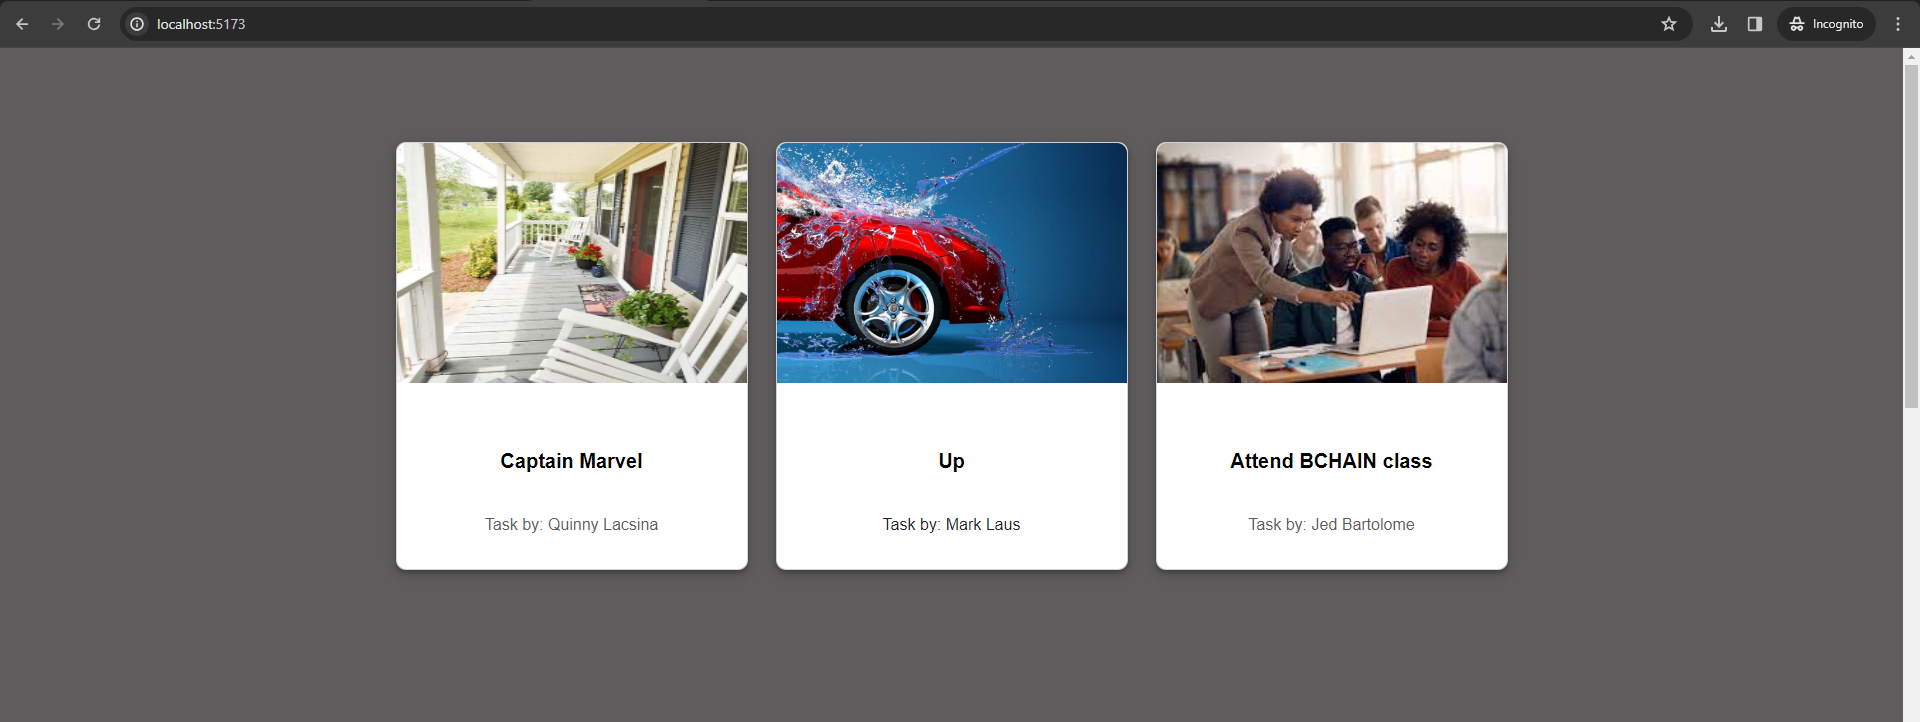 localhost:5173
Incognito
Captain Marvel
Task by: Quinny Lacsina
Up
Task by: Mark Laus
Attend BCHAIN class
Task by: Jed Bartolome